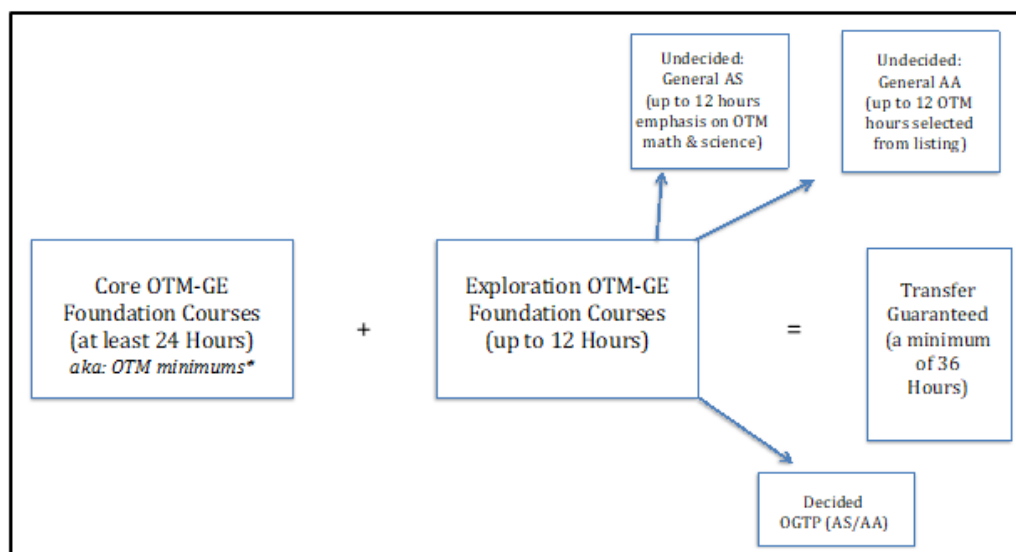 Undecided:
General AS
(up to 12 hours
emphasis on OTM
math & science)
Undecided:
General AA
(up to 12 OTM
hours selected
from listing)
Core OTM-GE
Foundation Courses
(at least 24 Hours)
aka: OTM minimums*
+
Exploration OTM-GE
Foundation Courses
(up to 12 Hours)
=
Transfer
Guaranteed
(a minimum
of 36
Hours)
Decided
OGTP (AS/AA)